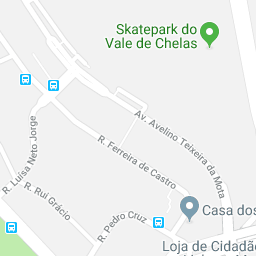 Skatepark do
Vale de Chelas
Av. Avelino Teixeira da Mota
R. Luísa Neto Jorge
R. Ferreira de Castro
R. Rui Grácio
R. Pedro Cruz
Casa dos
Loja de Cidadão